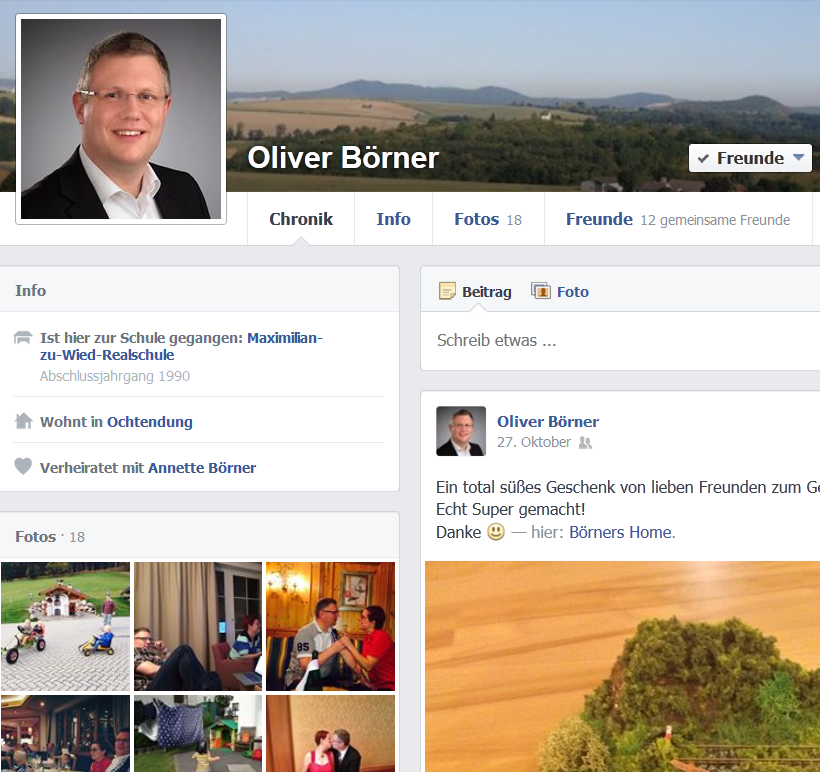 Oliver Börner
Freunde
Chronik Info Fotos 18 Freunde 12 gemeinsame Freunde
Info
Ist hier zur Schule gegangen: Maximilian-
zu-Wied-Realschule
Abschlussjahrgang 1990
Wohnt in Ochtendung
Verheiratet mit Annette Börner
Fotos · 18
85
Beitrag Foto
Schreib etwas ...
Oliver Börner
27. Oktober
Ein total süßes Geschenk von lieben Freunden zum Ge
Echt Super gemacht!
Danke — hier: Börners Home.